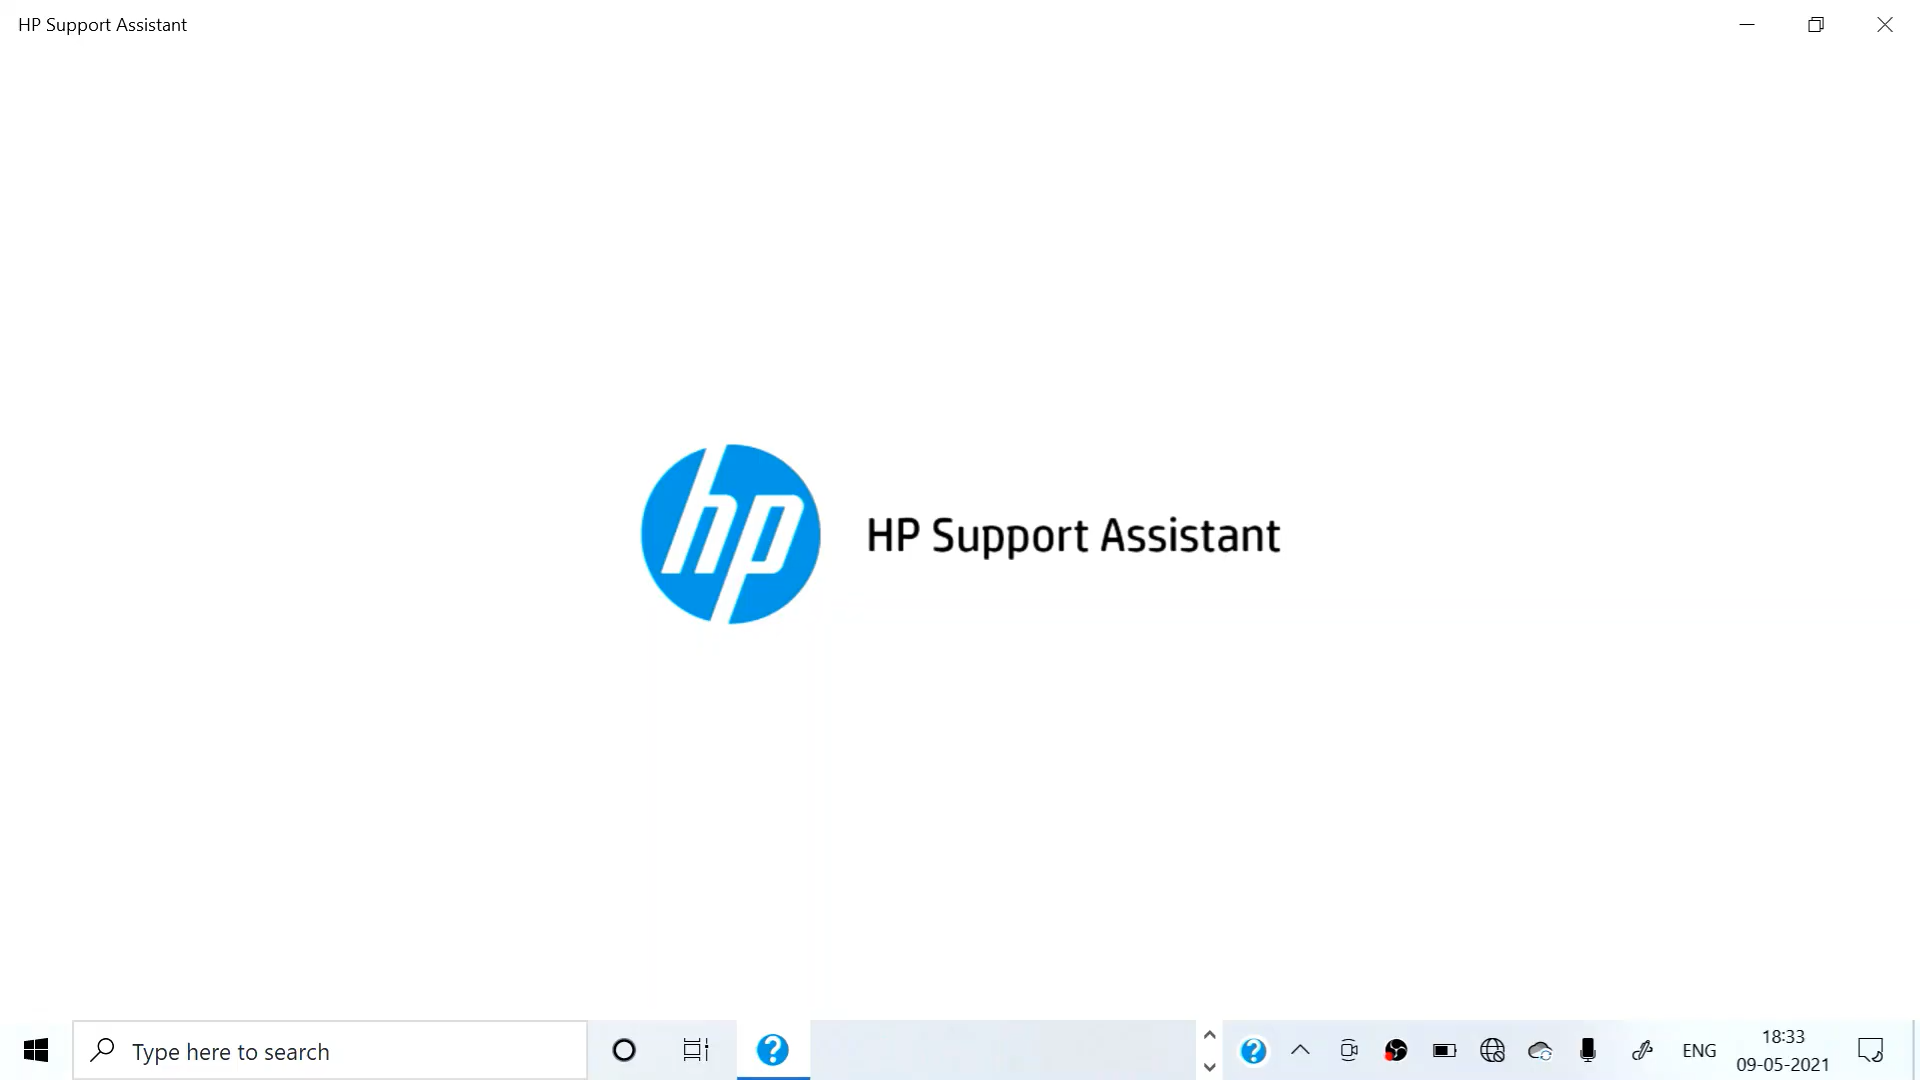 HP Support Assistant
hp
HP Support Assistant
Type here to search
ENG
18:33
09-05-2021